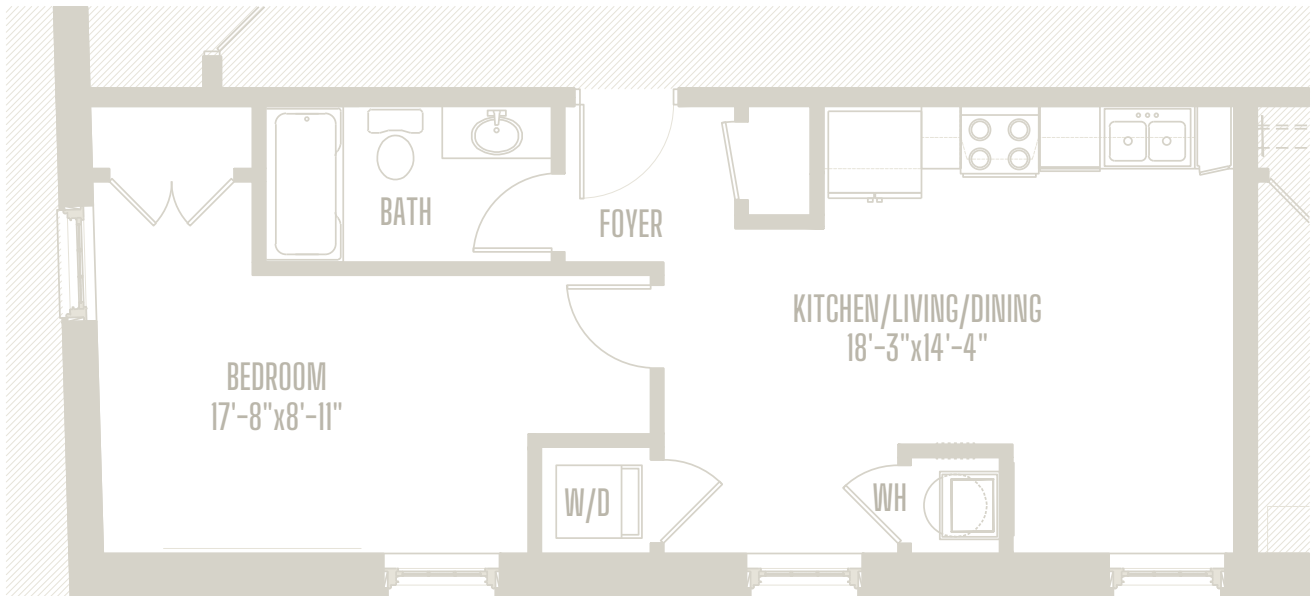 BATH
FOYER
KITCHEN/LIVING/DINING
18'-3"x14'-4"
BEDROOM
17'-8"x8'-11"
W/D
WH